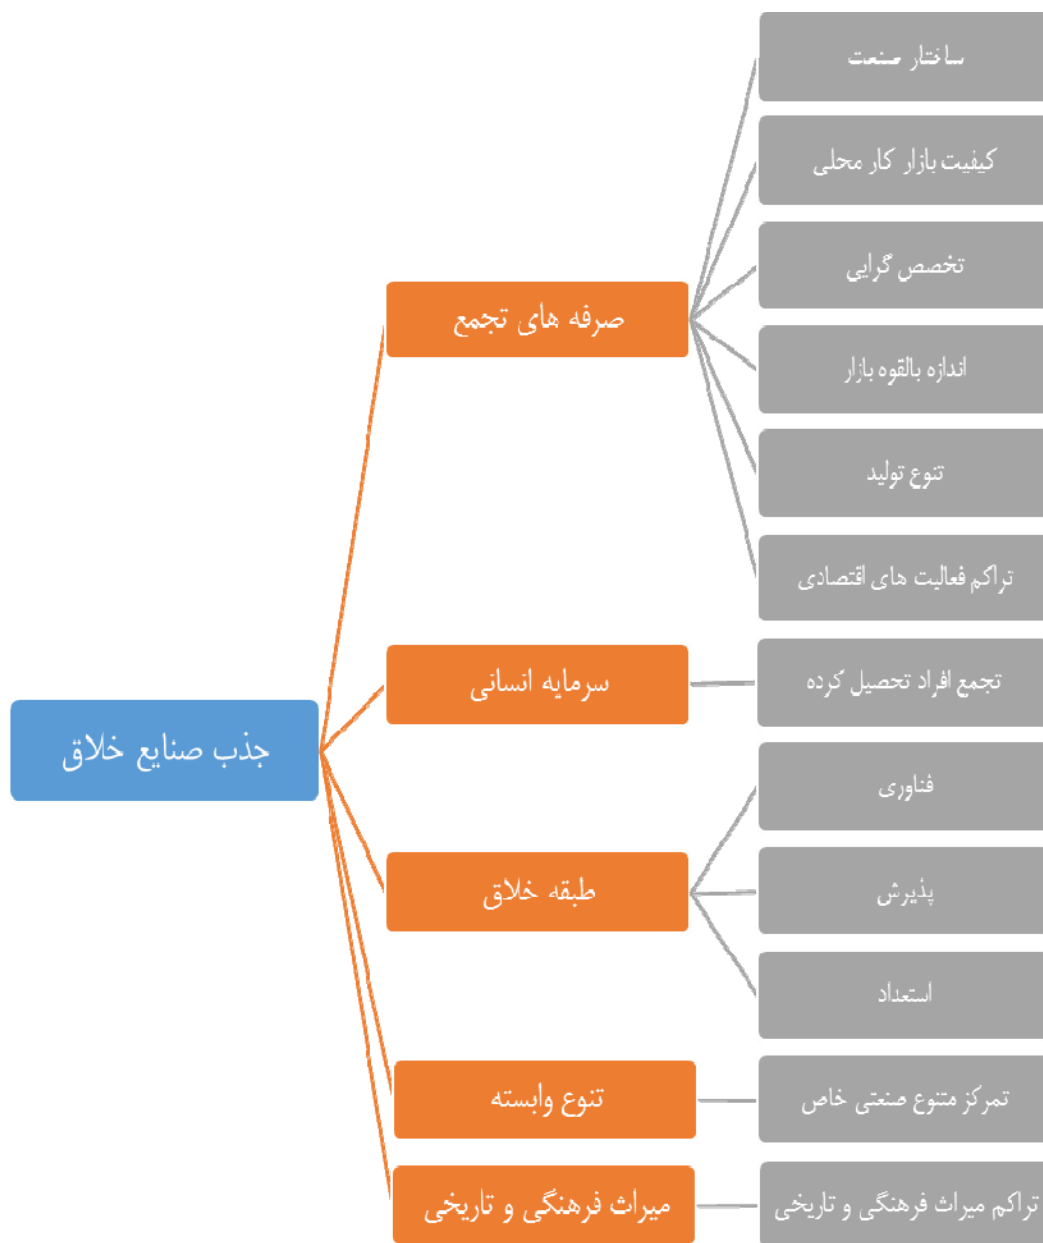 ساختار صنعت
کیفیت بازار کار محلی
تخصص گرایی
صرفه های تجمع
اندازه بالقوه بازار
تنوع تولید
تراکم فعالیت های اقتصادی
سرمایه انسانی
تجمع افراد تحصیل کرده
جذب صنایع خلاق
فناوری
طبقه خلاق
پذیرش
استعداد
تنوع وابسته
تمرکز متنوع صنعتی خاص
میراث فرهنگی و تاریخی
تراکم میراث فرهنگی و تاریخی